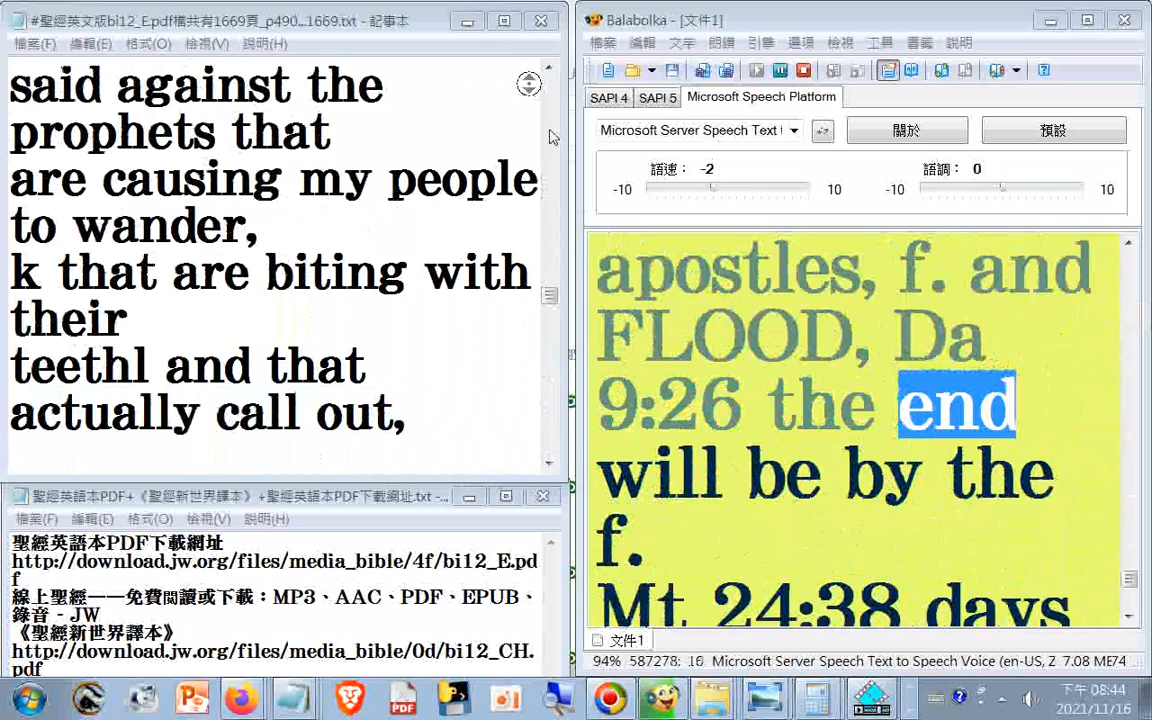 #聖經英文版bi12_E.pdf檔共有1669頁_p490...1669.txt - 記事本
檔案(F) 編輯(E) 格式(O) 檢視(V) 說明(H)
said against the
prophets that
are causing my people
to wander,
k that are biting with
their
teethl and that
actually call out,
聖經英語本PDF+《聖經新世界譯本》+聖經英語本PDF下載網址.txt -...
檔案(F) 編輯(E) 格式(O) 檢視(V) 說明(H)
聖經英語本PDF下載網址
http://download.jw.org/files/media_bible/4f/bi12_E.pd
f
線上聖經——免費閱讀或下載：MP3、AAC、PDF、EPUB、
錄音 - JW
《聖經新世界譯本》
http://download.jw.org/files/media_bible/0d/bi12_CH.
pdf
Balabolka - [文件1]
檔案 編輯 文字 朗讀 引擎 選項 檢視 工具 書籤 說明
SAPI 4 SAPI 5 Microsoft Speech Platform
Microsoft Server Speech Text 關於 預設
語速： -2 語調： 0
-10 10 -10 10
apostles, f. and
FLOOD, Da
9:26 the end
will be by the
f.
Mt 24:38 days
文件1
94% 587278: 10 Microsoft Server Speech Text to Speech Voice (en-US, Z 7.08 ME74
PDF
下午 08:44
2021/11/16